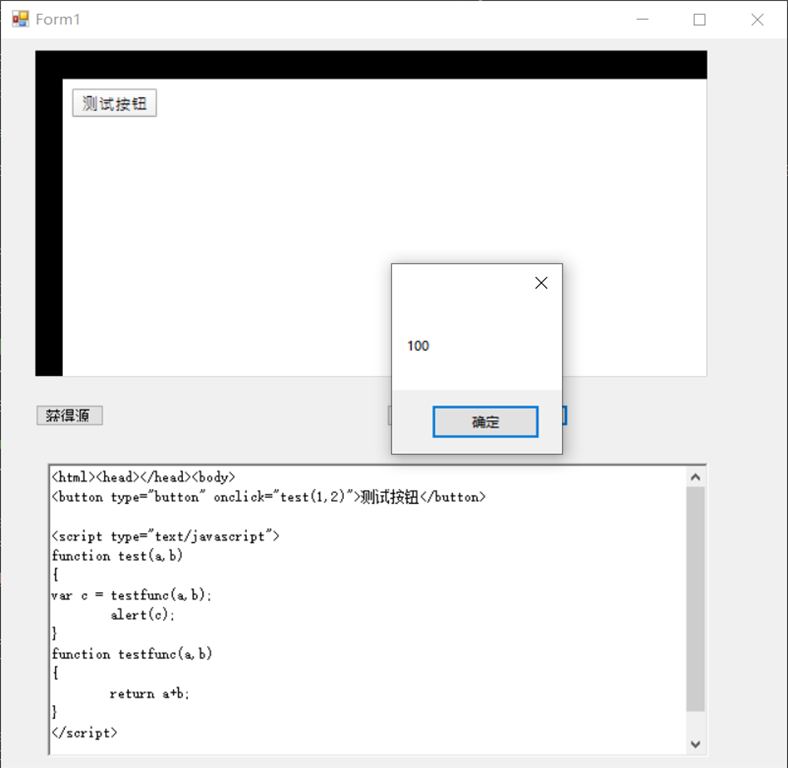 Form1
测试按钮
100
确定
获得源
<html><head></head><body>
<button type="button" onclick="test(1,2)">测试按钮</button>
<script type="text/javascript">
function test(a,b)
{
var c = testfunc(a,b);
alert(c);
}
function testfunc(a,b)
{
return a+b;
}
</script>